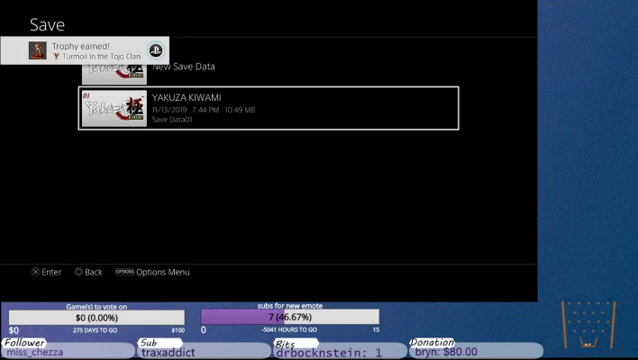 Save
Trophy earned!
Turmoil in the Tojo Clan
New Save Data
01
YAKUZA KIWAMI
11/13/2019 7:44 PM 10:49 MB
Save Data01
Enter
Back
OPTIONS Options Menu
Game(s) to vote on
$0 (0.00%)
$0
275 DAYS TO GO
$100
subs for new emote
7 (46.67%)
0
-5041 HOURS TO GO
15
Follower
miss_chezza
Sub
traxaddict
Bits
drbocknstein: 1
Donation
bryn: $80.00